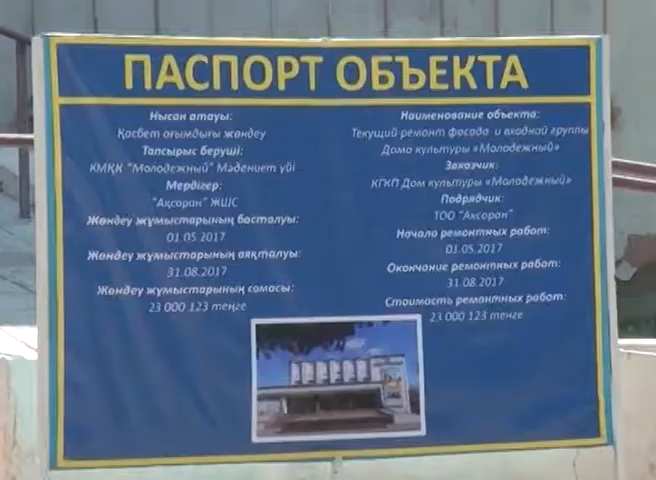 ПАСПОРТ ОБЪЕКТА
Нысан атауы:
Қасбет ағымдығы жөндеу
Тапсырыс беруші:
КМҚК "Молодежный" Мәдениет үйі
Мердігер:
"Ақсоран" ЖШС
Жөндеу жұмыстарының басталуы:
01.05.2017
Жөндеу жұмыстарының аяқталуы:
31.08.2017
Жөндеу жұмыстарының сомасы:
23 000 123 теңге
Наименование объекта:
Текущий ремонт фасада и входной группы
Дома культуры «Молодежный»
Заказчик:
КГКП Дом культуры «Молодежный»
Подрядчик:
ТОО "Аксоран"
Начало ремонтных работ:
01.05.2017
Окончание ремонтных работ:
31.08.2017
Стоимость ремонтных работ:
23 000 123 тенге